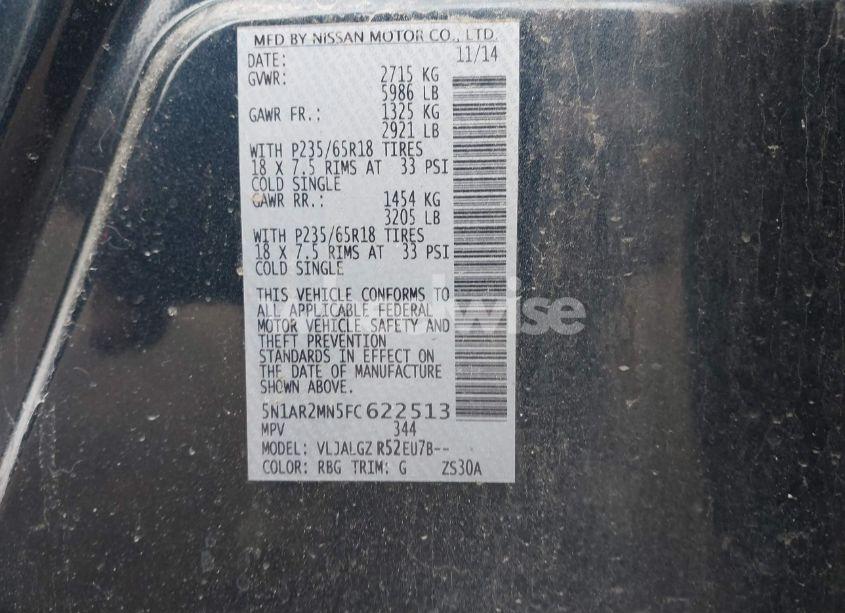 MFD BY NISSAN MOTOR CO., LTD.
DATE: 11/14
GVWR: 2715 KG
5986 LB
GAWR FR.: 1325 KG
2921 LB
WITH P235/65R18 TIRES
18 X 7.5 RIMS AT 33 PSI
COLD SINGLE
GAWR RR.: 1454 KG
3205 LB
WITH P235/65R18 TIRES
18 X 7.5 RIMS AT 33 PSI
COLD SINGLE
THIS VEHICLE CONFORMS TO
ALL APPLICABLE FEDERAL
MOTOR VEHICLE SAFETY AND
THEFT PREVENTION
STANDARDS IN EFFECT ON
THE DATE OF MANUFACTURE
SHOWN ABOVE.
5N1AR2MN5FC622513
MPV 344
MODEL: VLJALGZ R52EU7B--
COLOR: RBG TRIM: G ZS30A